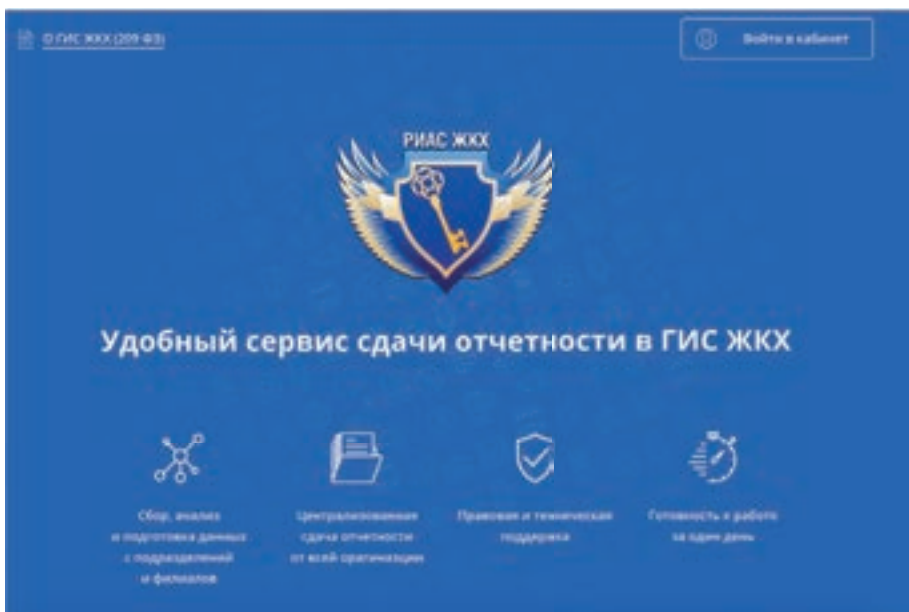 О ГИС ЖКХ (209-ФЗ)
Войти в кабинет
РИАС ЖКХ
Удобный сервис сдачи отчетности в ГИС ЖКХ
Сбор, анализ
и подготовка данных
с подразделений
и филиалов
Централизованная
сдача отчетности
от всей организации
Правовая и техническая
поддержка
Готовность к работе
за один день